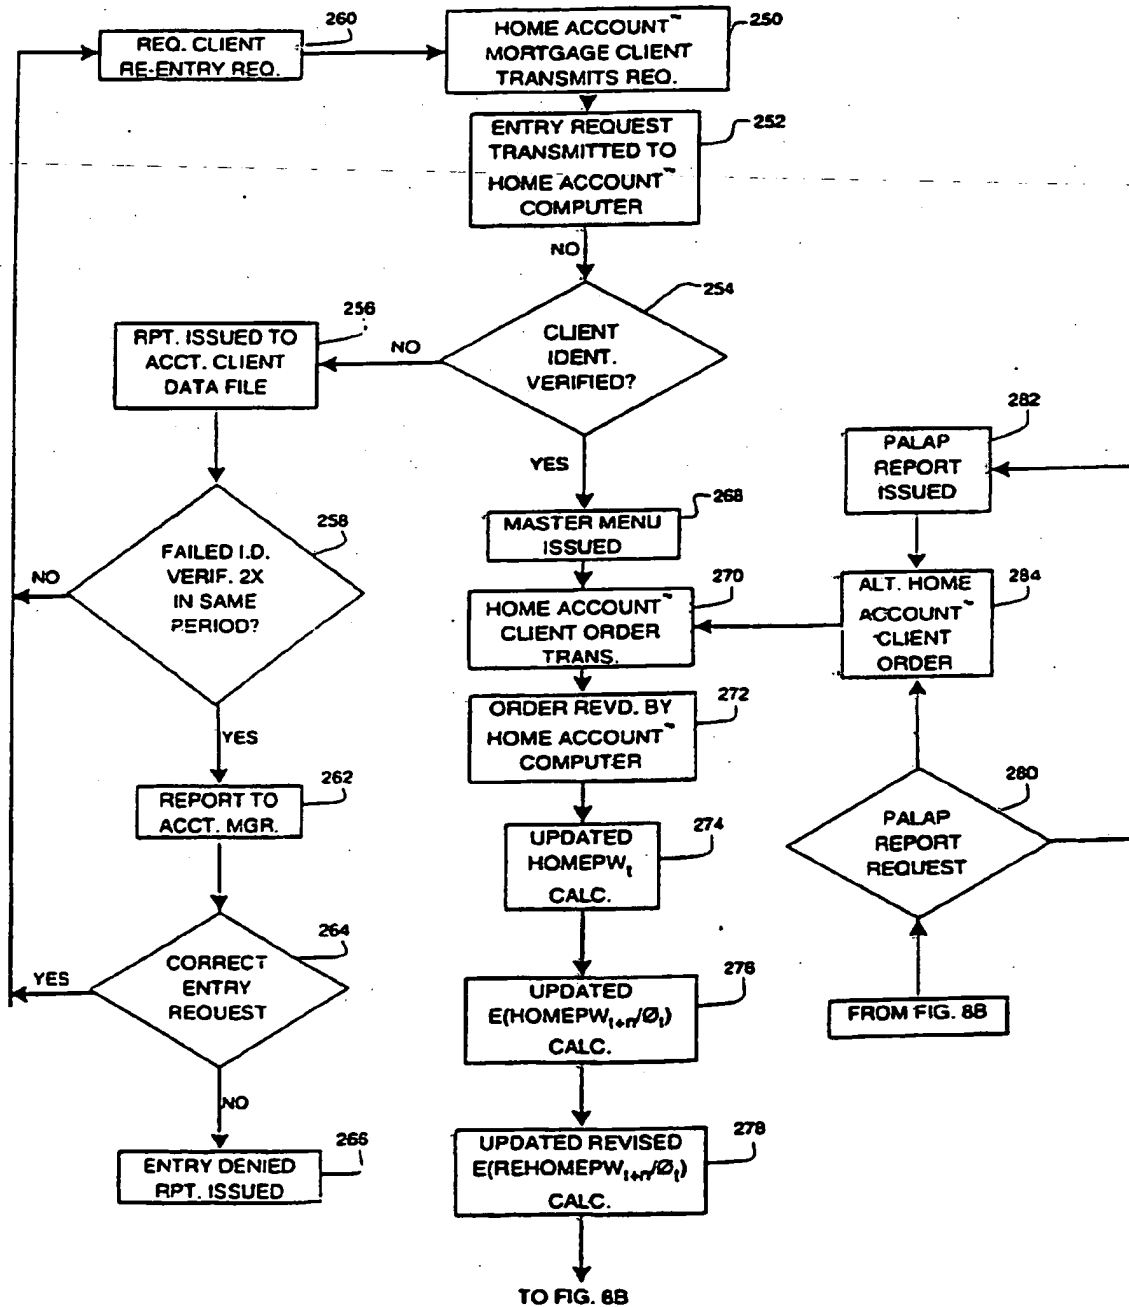 260
REQ. CLIENT
RE-ENTRY REQ.
250
HOME ACCOUNT~
MORTGAGE CLIENT
TRANSMITS REQ.
252
ENTRY REQUEST
TRANSMITTED TO
HOME ACCOUNT~
COMPUTER
NO
254
CLIENT
IDENT.
VERIFIED?
NO
256
RPT. ISSUED TO
ACCT. CLIENT
DATA FILE
258
FAILED I.D.
VERIF. 2X
IN SAME
PERIOD?
NO
YES
262
REPORT TO
ACCT. MGR.
264
CORRECT
ENTRY
REQUEST
YES
NO
266
ENTRY DENIED
RPT. ISSUED
YES
268
MASTER MENU
ISSUED
270
HOME ACCOUNT~
CLIENT ORDER
TRANS.
272
ORDER REVD. BY
HOME ACCOUNT~
COMPUTER
274
UPDATED
HOMEPWt
CALC.
276
UPDATED
E(HOMEPWt+n/Øt)
CALC.
278
UPDATED REVISED
E(REHOMEPWt+n/Øt)
CALC.
TO FIG. 8B
282
PALAP
REPORT
ISSUED
284
ALT. HOME
ACCOUNT~
CLIENT
ORDER
280
PALAP
REPORT
REQUEST
FROM FIG. 8B